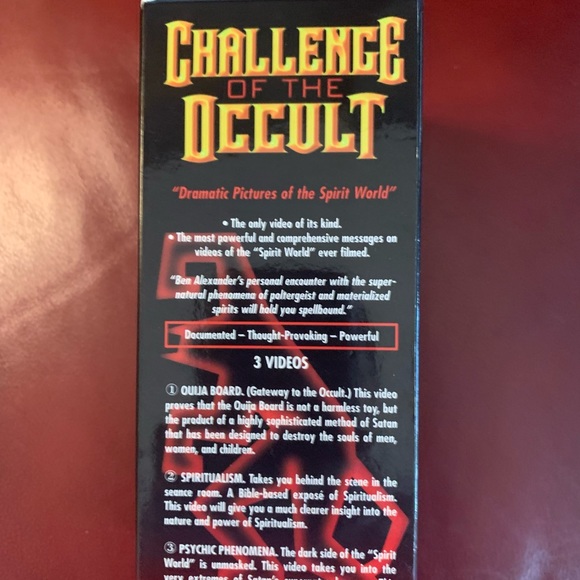 CHALLENGE
OF THE
OCCULT
"Dramatic Pictures of the Spirit World"
• The only video of its kind.
• The most powerful and comprehensive messages on
videos of the "Spirit World" ever filmed.
"Ben Alexander's personal encounter with the super-
natural phenomena of poltergeist and materialized
spirits will hold you spellbound."
Documented – Thought-Provoking – Powerful
3 VIDEOS
① OUIJA BOARD. (Gateway to the Occult.) This video
proves that the Ouija Board is not a harmless toy, but
the product of a highly sophisticated method of Satan
that has been designed to destroy the souls of men,
women, and children.
② SPIRITUALISM. Takes you behind the scene in the
seance room. A Bible-based exposé of Spiritualism.
This video will give you a much clearer insight into the
nature and power of Spiritualism.
③ PSYCHIC PHENOMENA. The dark side of the "Spirit
World" is unmasked. This video takes you into the
very extremes of Satan's